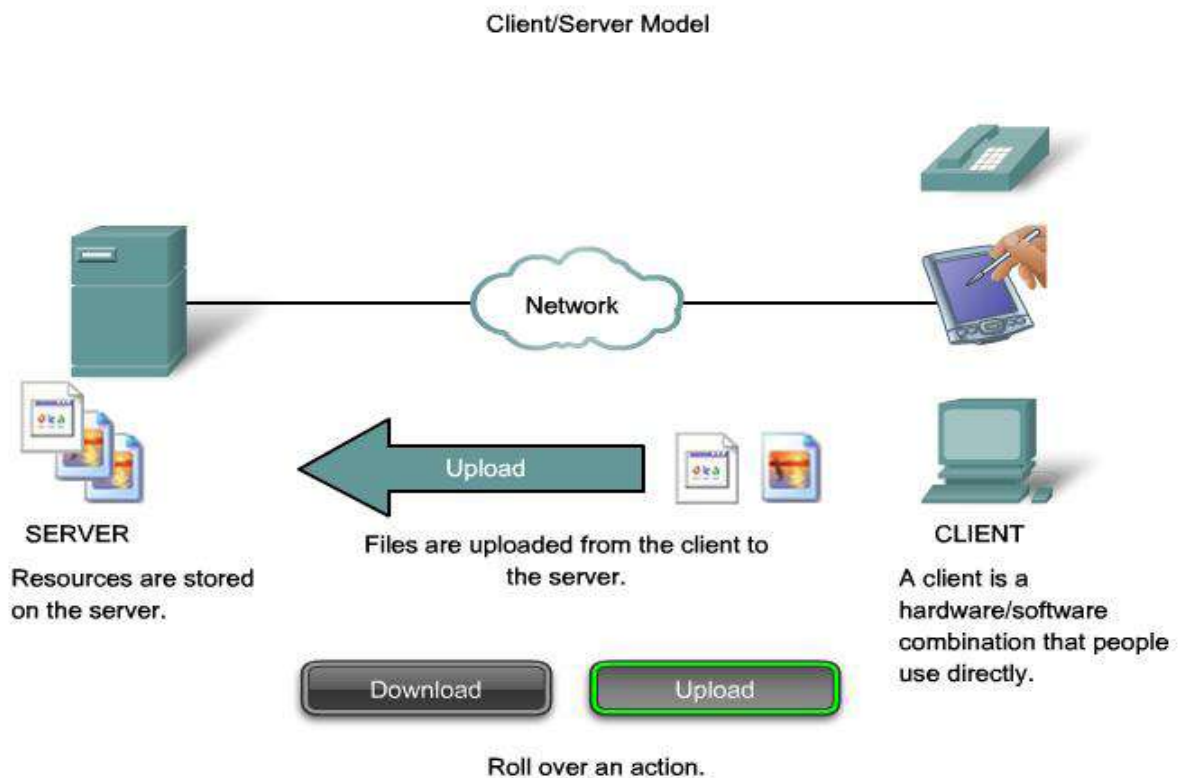 Client/Server Model
Network
Upload
SERVER
Resources are stored
on the server.
Files are uploaded from the client to
the server.
CLIENT
A client is a
hardware/software
combination that people
use directly.
Download
Upload
Roll over an action.